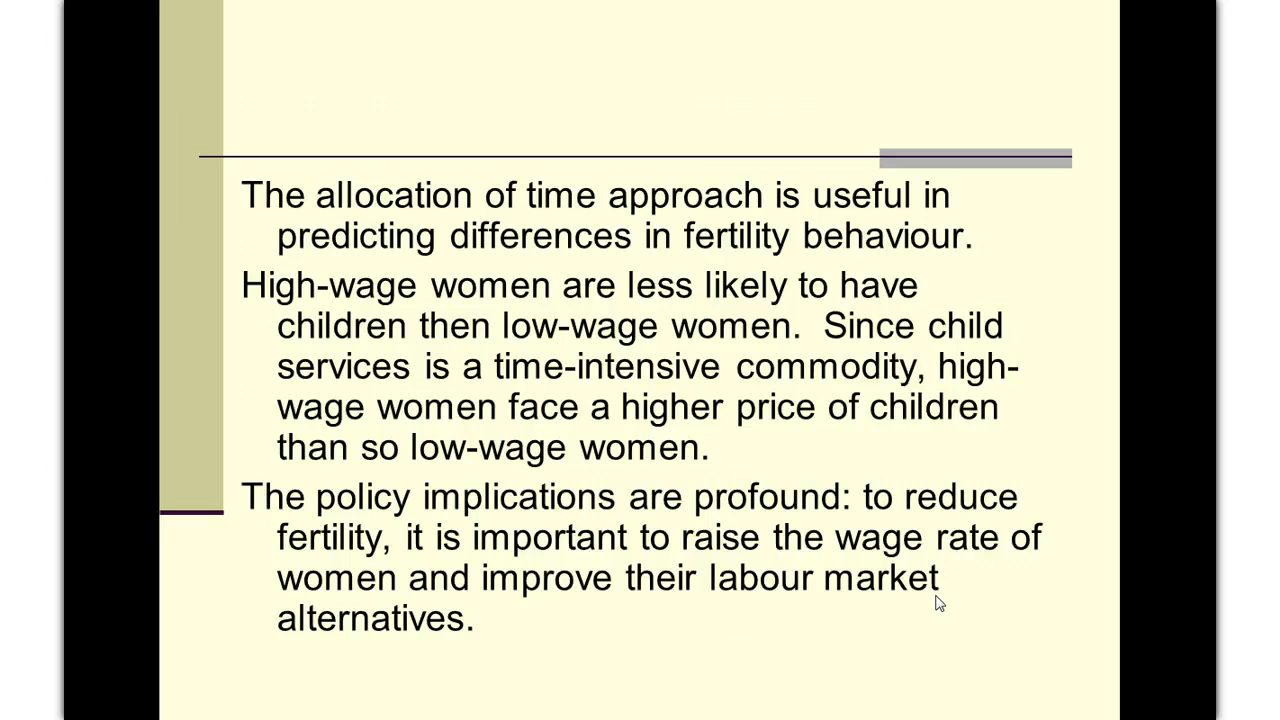 The allocation of time approach is useful in
predicting differences in fertility behaviour.
High-wage women are less likely to have
children then low-wage women.  Since child
services is a time-intensive commodity, high-
wage women face a higher price of children
than so low-wage women.
The policy implications are profound: to reduce
fertility, it is important to raise the wage rate of
women and improve their labour market
alternatives.